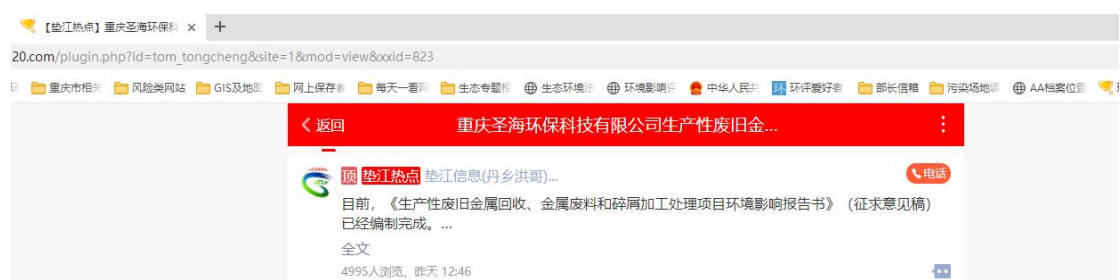 【垫江热点】重庆圣海环保科
20.com/plugin.php?id=tom_tongcheng&site=1&mod=view&xxid=823
重庆市相关 风险类网站 GIS及地图 网上保存参 每天一看网 生态专题相 生态环境法 环境影响评 中华人民共 环评爱好者 部长信箱 污染场地调 AA档案位置
返回 重庆圣海环保科技有限公司生产性废旧金...
顶 垫江热点 垫江信息(丹乡洪哥)... 电话
目前，《生产性废旧金属回收、金属废料和碎屑加工处理项目环境影响报告书》（征求意见稿）
已经编制完成。...
全文
4995人浏览、昨天 12:46